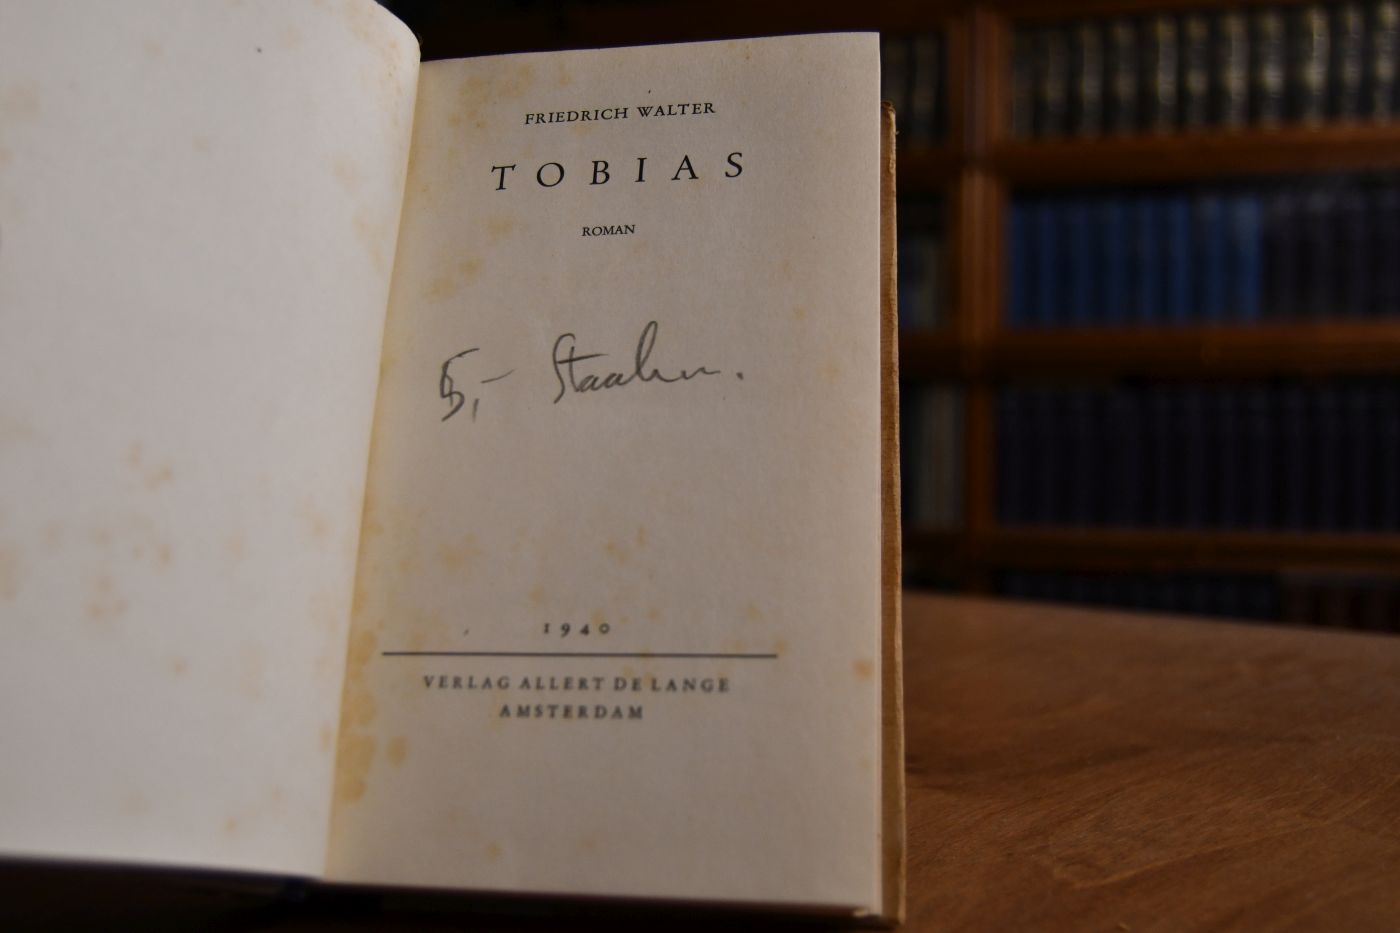 FRIEDRICH WALTER
TOBIAS
ROMAN
1940
VERLAG ALLERT DE LANGE
AMSTERDAM